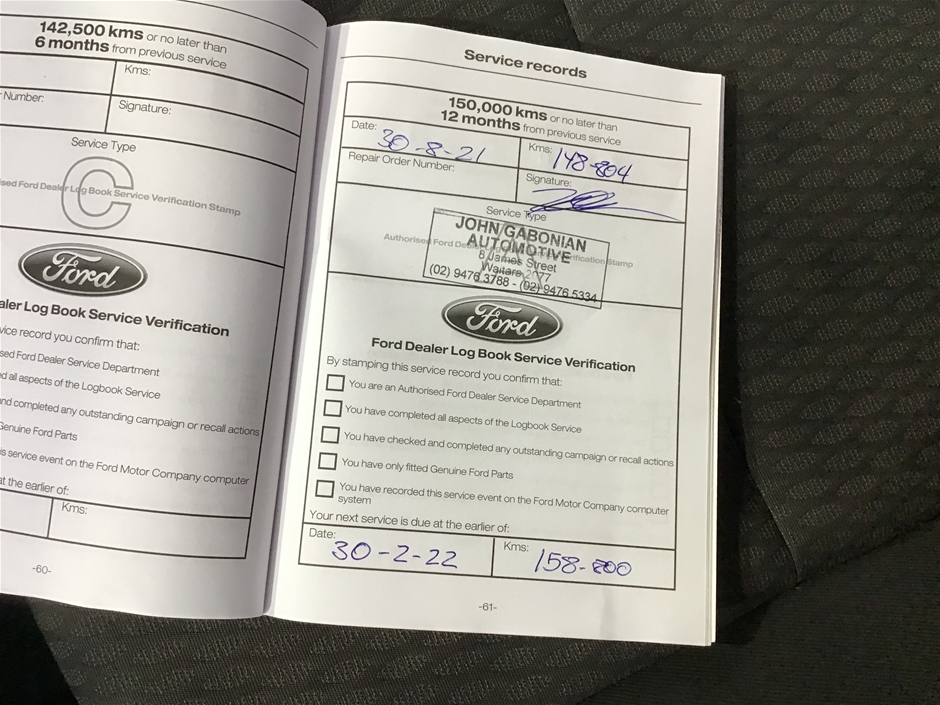 142,500 kms or no later than
6 months from previous service
Kms:
Number:
Signature:
Service Type
C
ised Ford Dealer Log Book Service Verification Stamp
Ford
aler Log Book Service Verification
vice record you confirm that:
sed Ford Dealer Service Department
d all aspects of the Logbook Service
nd completed any outstanding campaign or recall actions
Genuine Ford Parts
s service event on the Ford Motor Company computer
at the earlier of:
Kms:
-60-
Service records
150,000 kms or no later than
12 months from previous service
Date: 30-8-21
Kms: 148-804
Repair Order Number:
Signature:
Service Type
Authorised Ford Dealer Verification Stamp
JOHN GABONIAN
AUTOMOTIVE
8 James Street
Waitara 2077
(02) 9476 3788 - (02) 9476 5334
Ford
Ford Dealer Log Book Service Verification
By stamping this service record you confirm that:
You are an Authorised Ford Dealer Service Department
You have completed all aspects of the Logbook Service
You have checked and completed any outstanding campaign or recall actions
You have only fitted Genuine Ford Parts
You have recorded this service event on the Ford Motor Company computer
system
Your next service is due at the earlier of:
Date: 30-2-22
Kms: 158-800
-61-